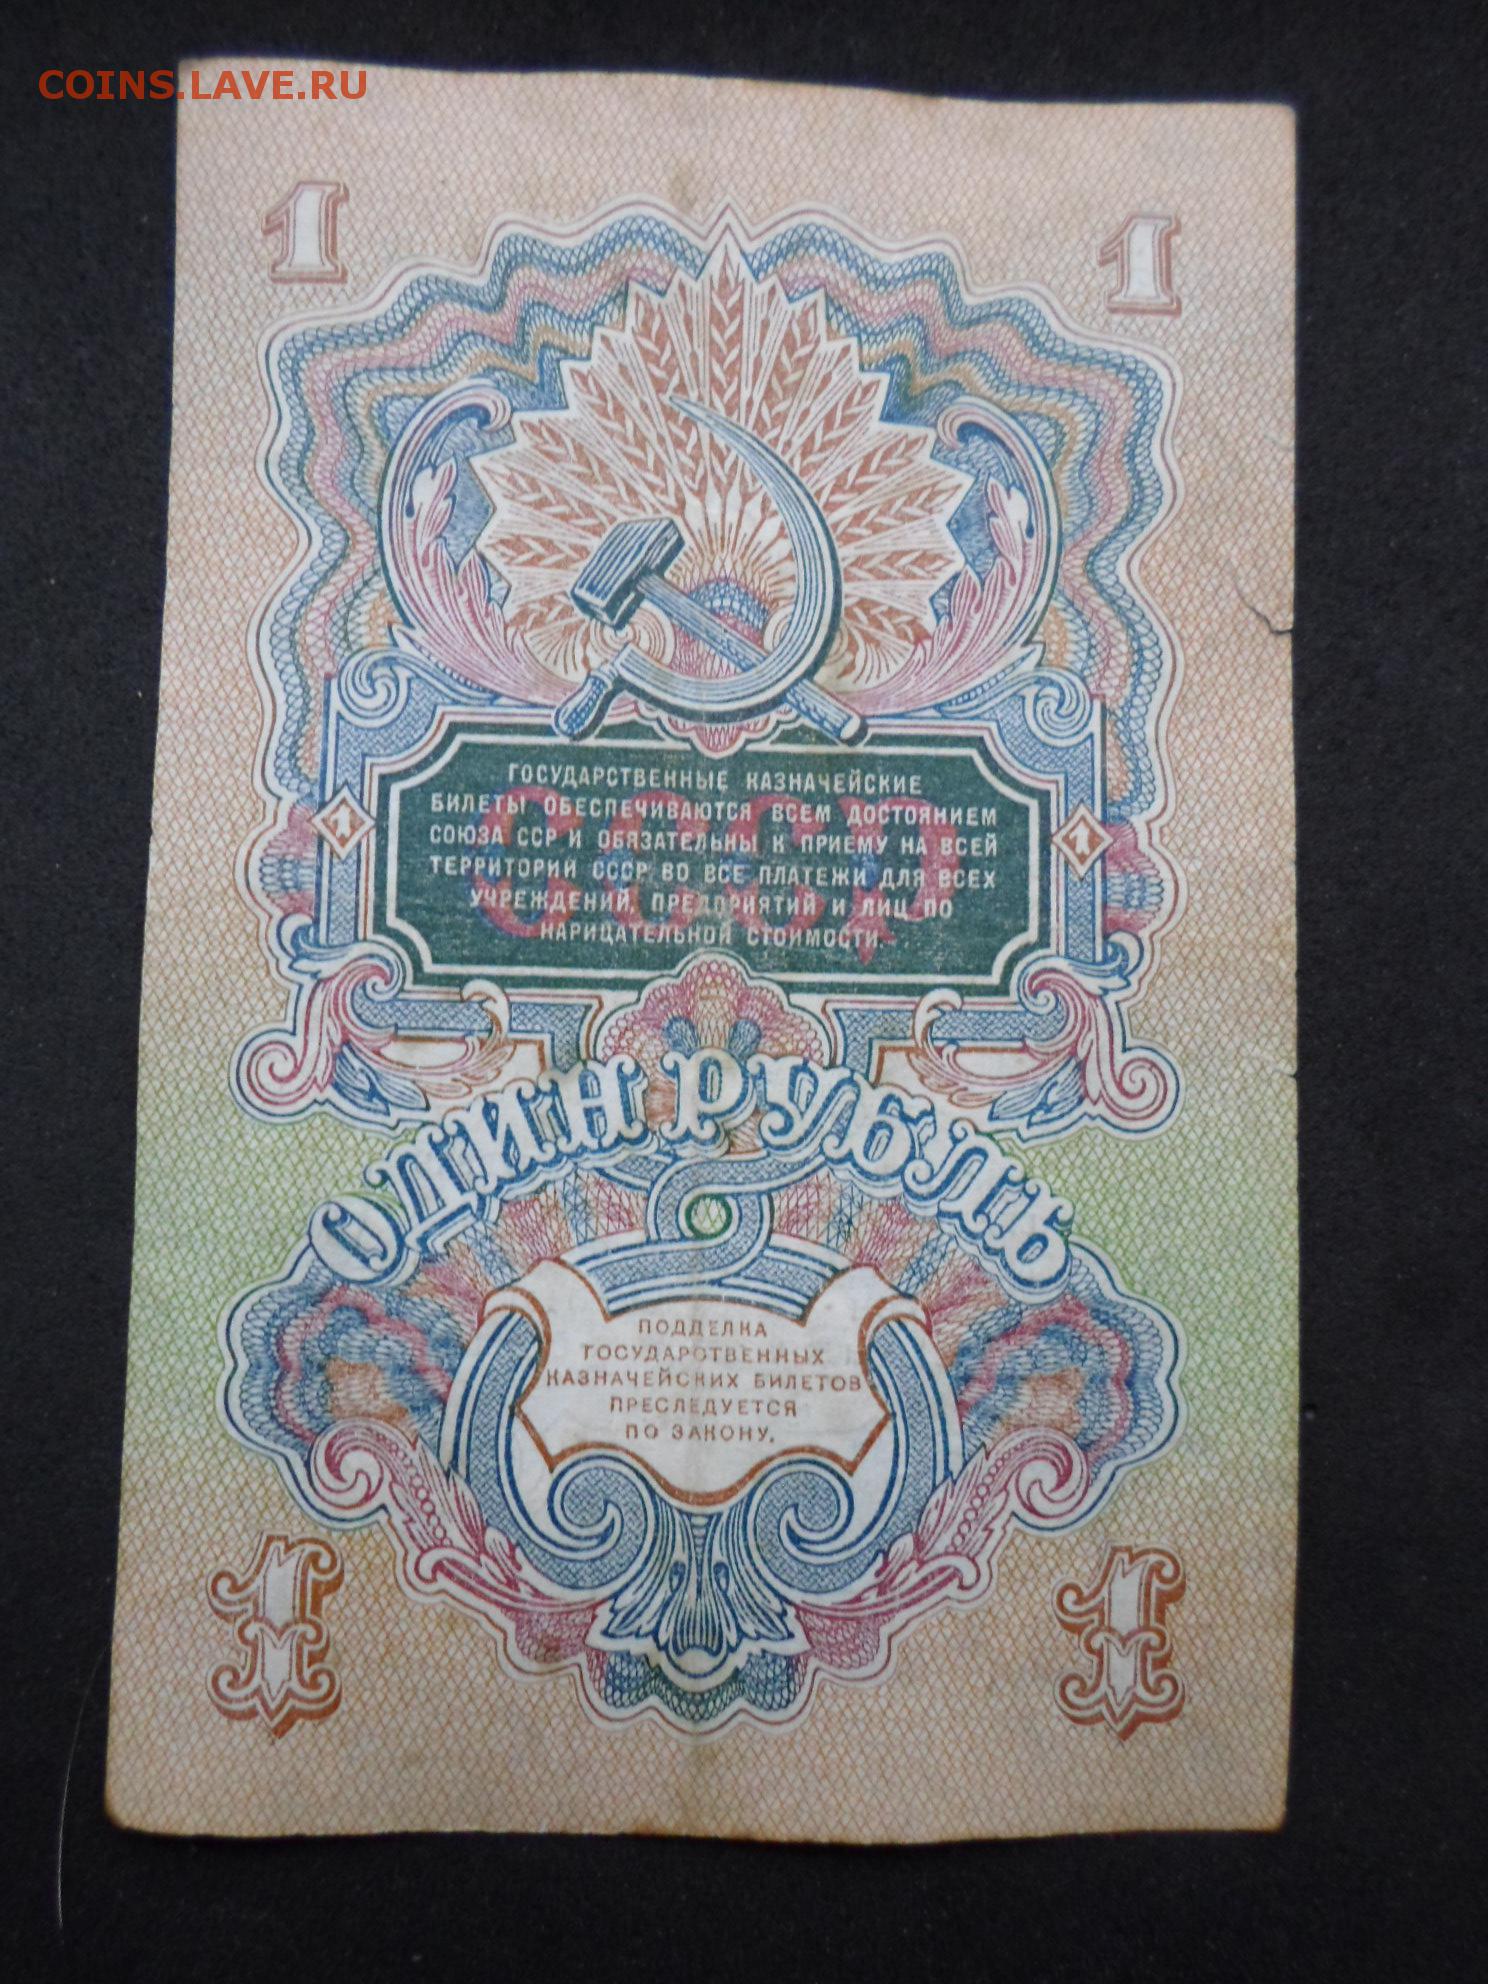 COINS.LAVE.RU
1 1
ГОСУДАРСТВЕННЫЕ КАЗНАЧЕЙСКИЕ
БИЛЕТЫ ОБЕСПЕЧИВАЮТСЯ ВСЕМ ДОСТОЯНИЕМ
СОЮЗА ССР И ОБЯЗАТЕЛЬНЫ К ПРИЕМУ НА ВСЕЙ
1 1
ТЕРРИТОРИИ СССР ВО ВСЕ ПЛАТЕЖИ ДЛЯ ВСЕХ
УЧРЕЖДЕНИЙ, ПРЕДПРИЯТИЙ И ЛИЦ ПО
НАРИЦАТЕЛЬНОЙ СТОИМОСТИ.
СССР
ОДИН РУБЛЬ
ПОДДЕЛКА
ГОСУДАРСТВЕННЫХ
КАЗНАЧЕЙСКИХ БИЛЕТОВ
ПРЕСЛЕДУЕТСЯ
ПО ЗАКОНУ.
1 1